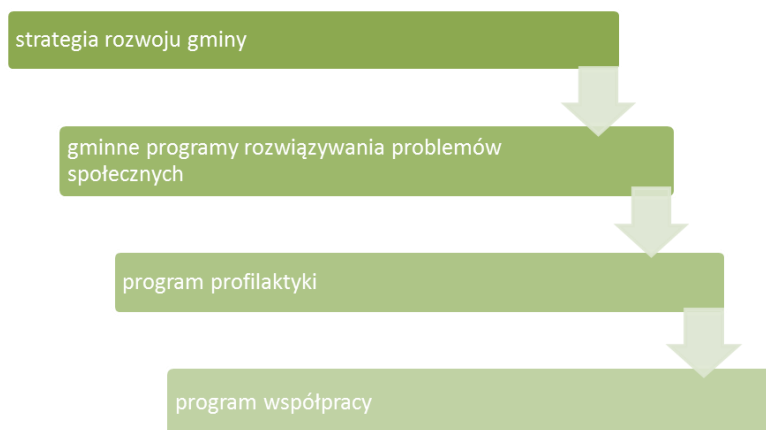 strategia rozwoju gminy
gminne programy rozwiązywania problemów
społecznych
program profilaktyki
program współpracy